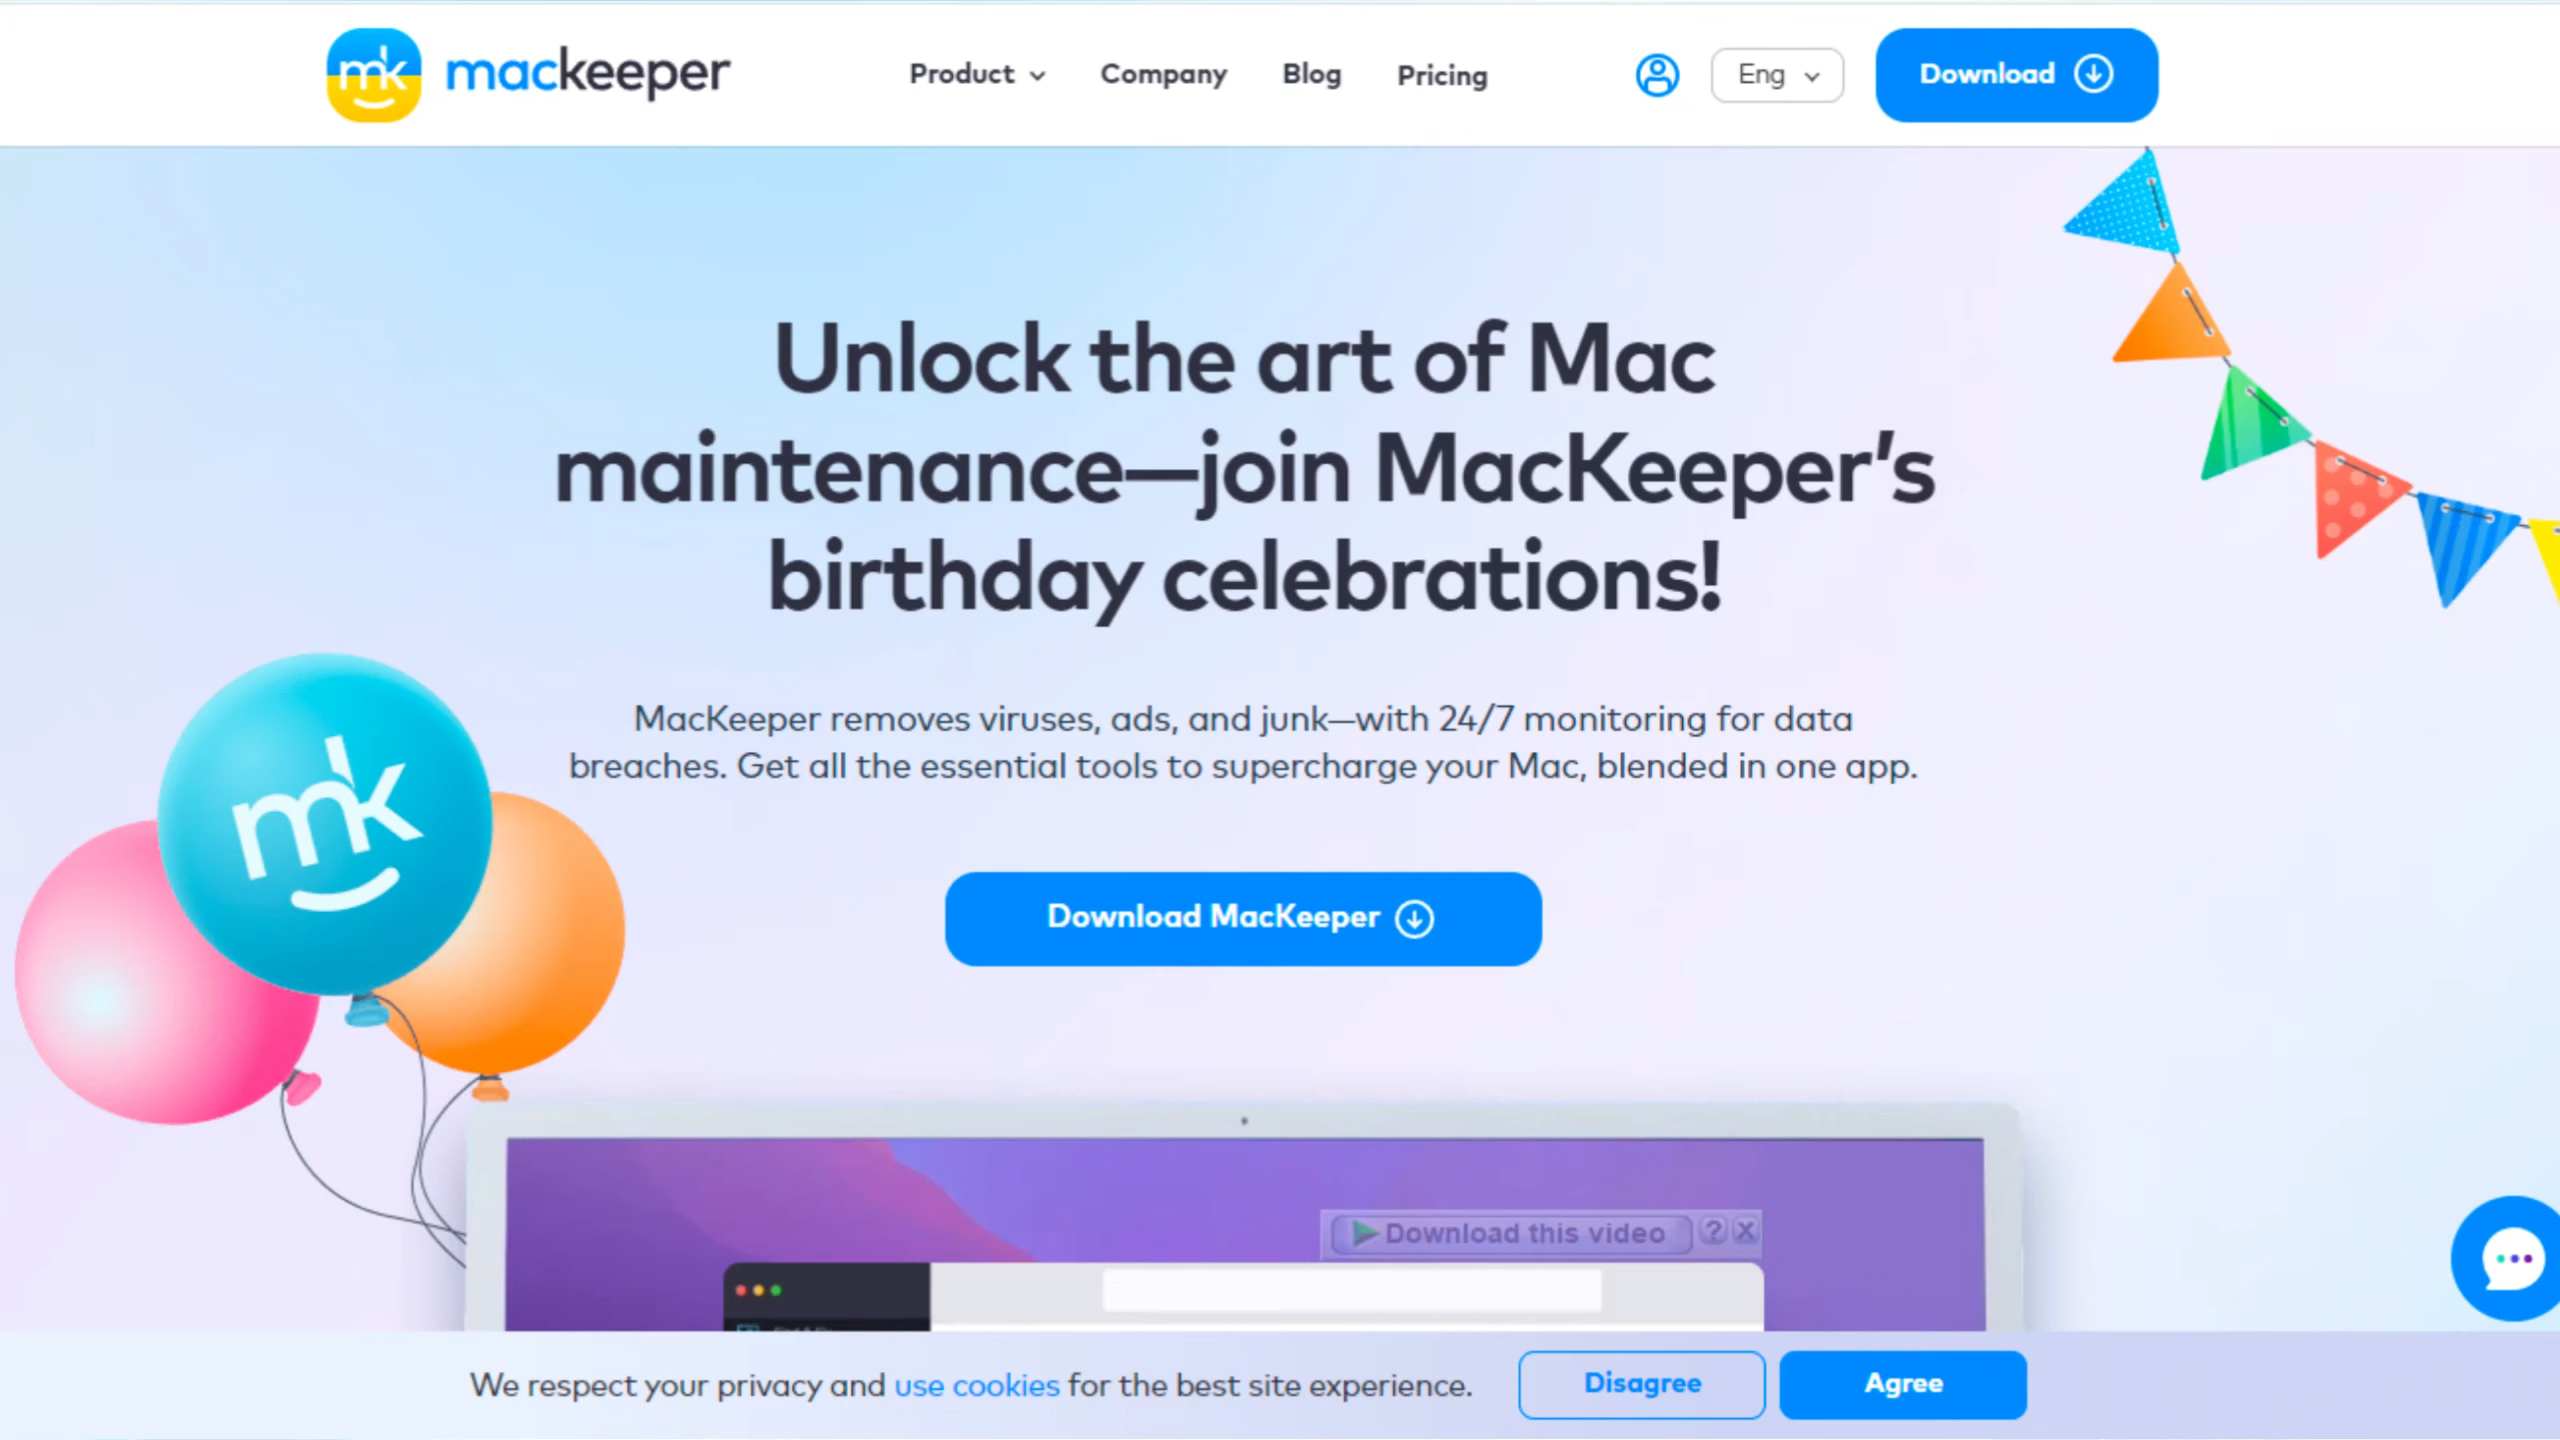 mk mackeeper
Product
Company
Blog
Pricing
Eng
Download
Unlock the art of Mac
maintenance—join MacKeeper’s
birthday celebrations!
MacKeeper removes viruses, ads, and junk—with 24/7 monitoring for data
breaches. Get all the essential tools to supercharge your Mac, blended in one app.
mk
Download MacKeeper
Download this video ? X
We respect your privacy and use cookies for the best site experience.
Disagree
Agree